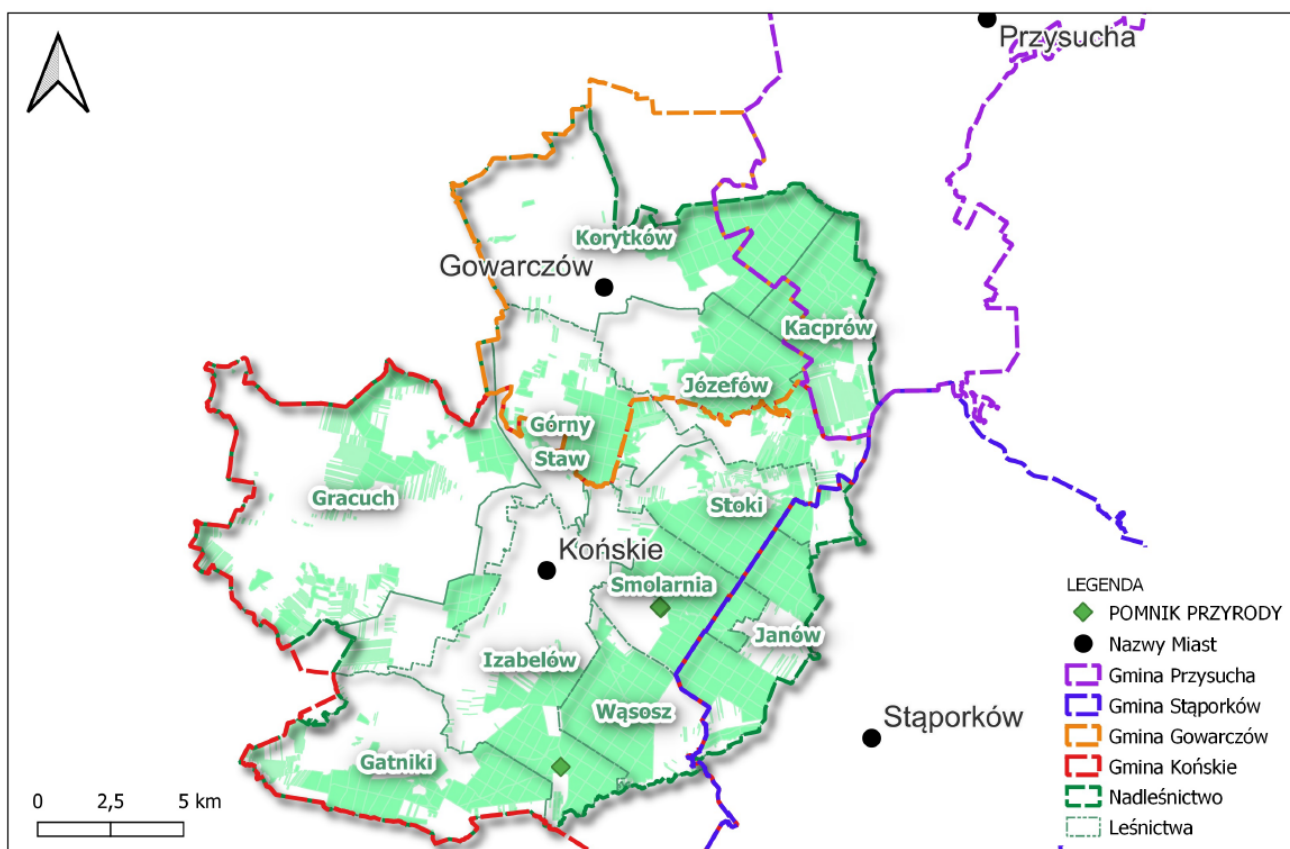 Przysucha
Korytków
Gowarczów
Kacprów
Józefów
Górny
Staw
Gracuch
Stoki
Końskie
Smolarnia
Janów
Izabelów
Wąsosz
Stąporków
Gatniki
0 2,5 5 km
LEGENDA
POMNIK PRZYRODY
Nazwy Miast
Gmina Przysucha
Gmina Stąporków
Gmina Gowarczów
Gmina Końskie
Nadleśnictwo
Leśnictwa